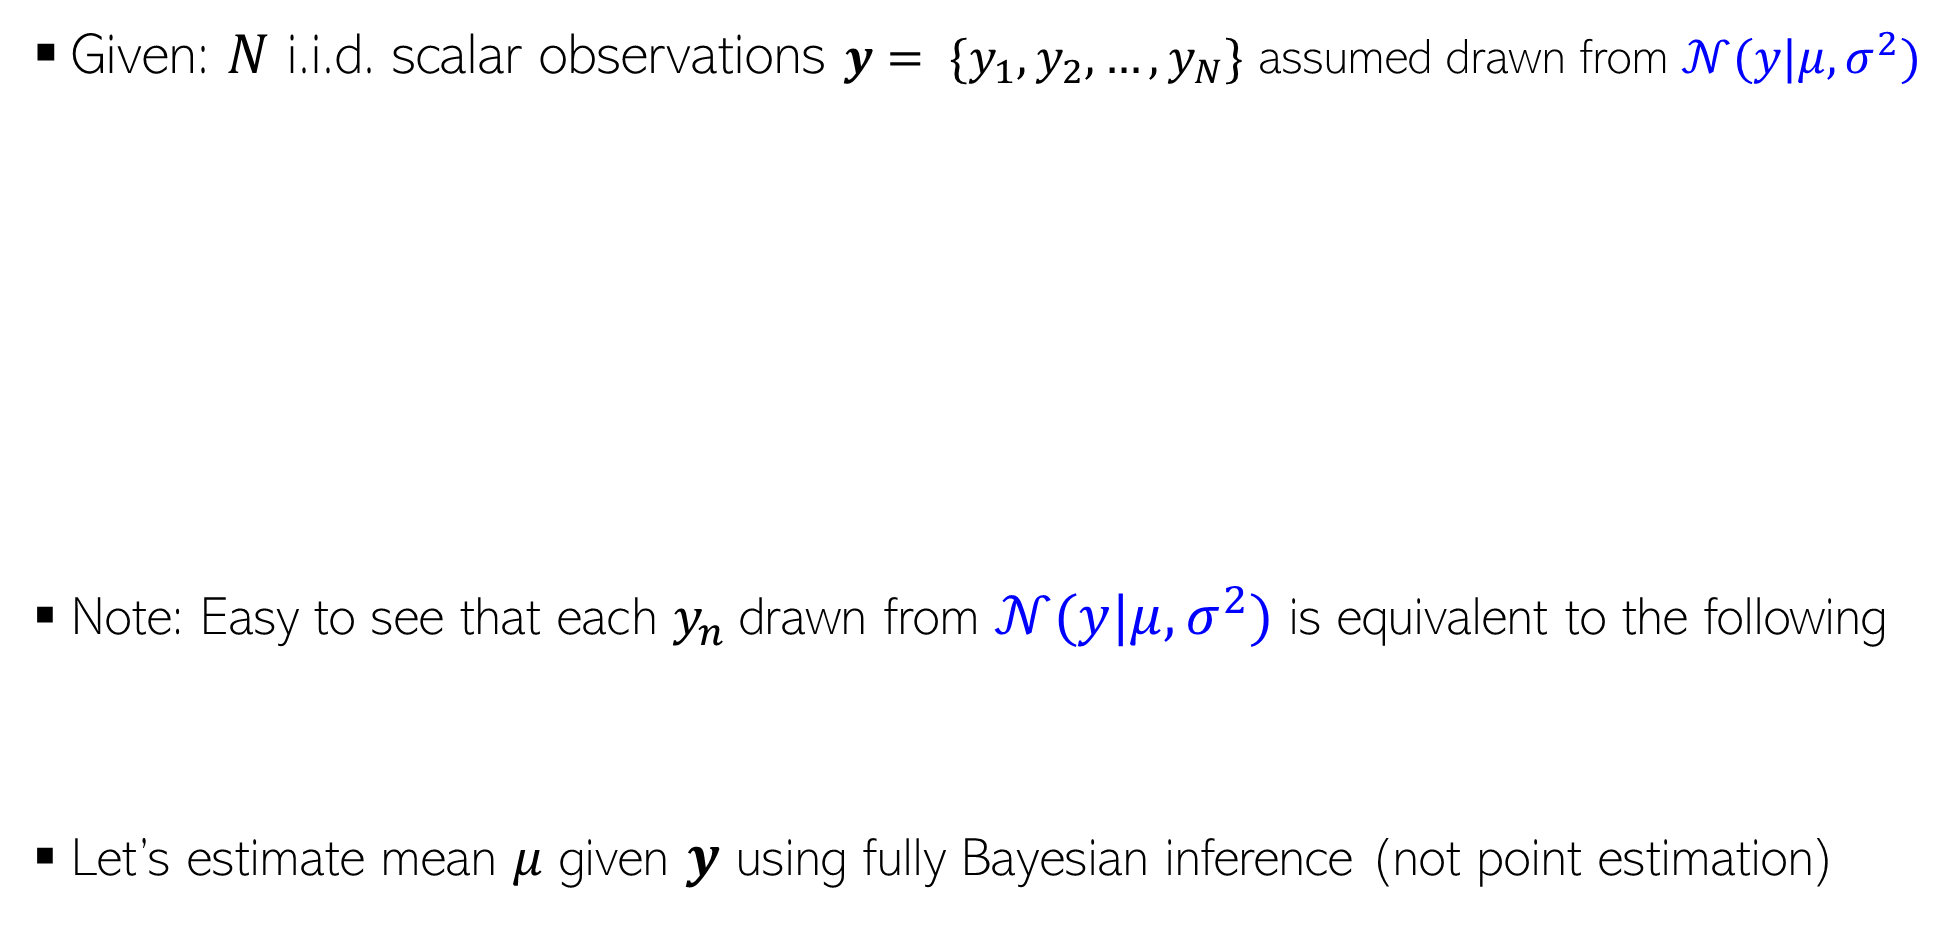 ▪ Given: N i.i.d. scalar observations y = {y₁, y₂, … , y_N} assumed drawn from 𝒩(y|μ, σ²)
▪ Note: Easy to see that each yₙ drawn from 𝒩(y|μ, σ²) is equivalent to the following
▪ Let’s estimate mean μ given y using fully Bayesian inference (not point estimation)